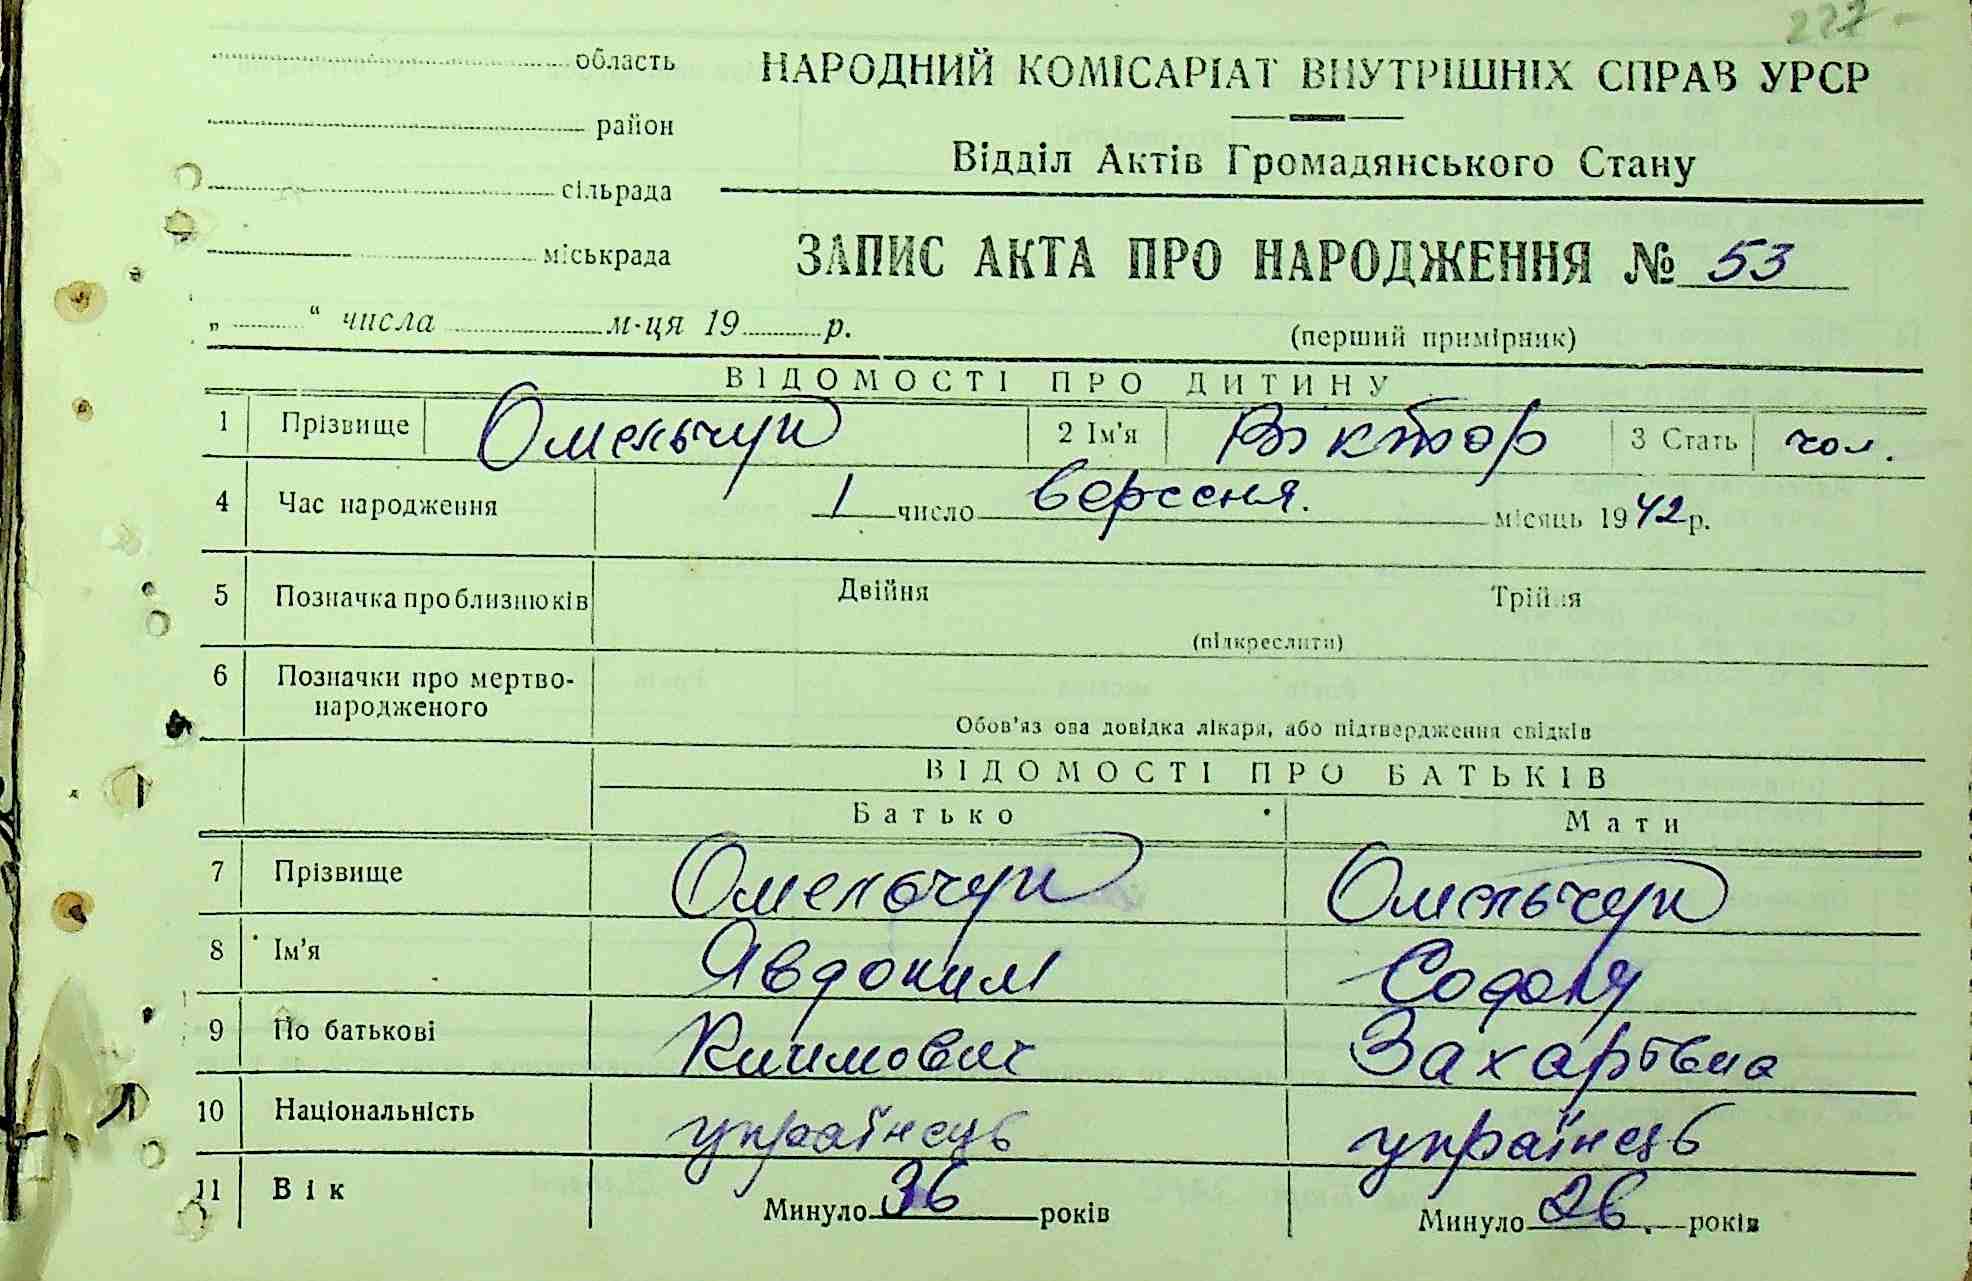 227 -
область
НАРОДНИЙ КОМІСАРІАТ ВНУТРІШНІХ СПРАВ УРСР
район
Відділ Актів Громадянського Стану
сільрада
міськрада
ЗАПИС АКТА ПРО НАРОДЖЕННЯ № 53
„ “ числа м-ця 19 р.
(перший примірник)
ВІДОМОСТІ ПРО ДИТИНУ
1 Прізвище Омельчук 2 Ім'я Віктор 3 Стать чол.
4 Час народження 1 число вересня. місяць 1942 р.
5 Позначка про близнюків Двійня Трійня
(підкреслити)
6 Позначки про мертво-
народженого
Обов'яз ова довідка лікаря, або підтвердження свідків
ВІДОМОСТІ ПРО БАТЬКІВ
Батько Мати
7 Прізвище Омельчук Омельчук
8 Ім'я Явдоким
9 По батькові Климович Захарівна
10 Національність українець українець
11 Вік Минуло 36 років Минуло 26 років